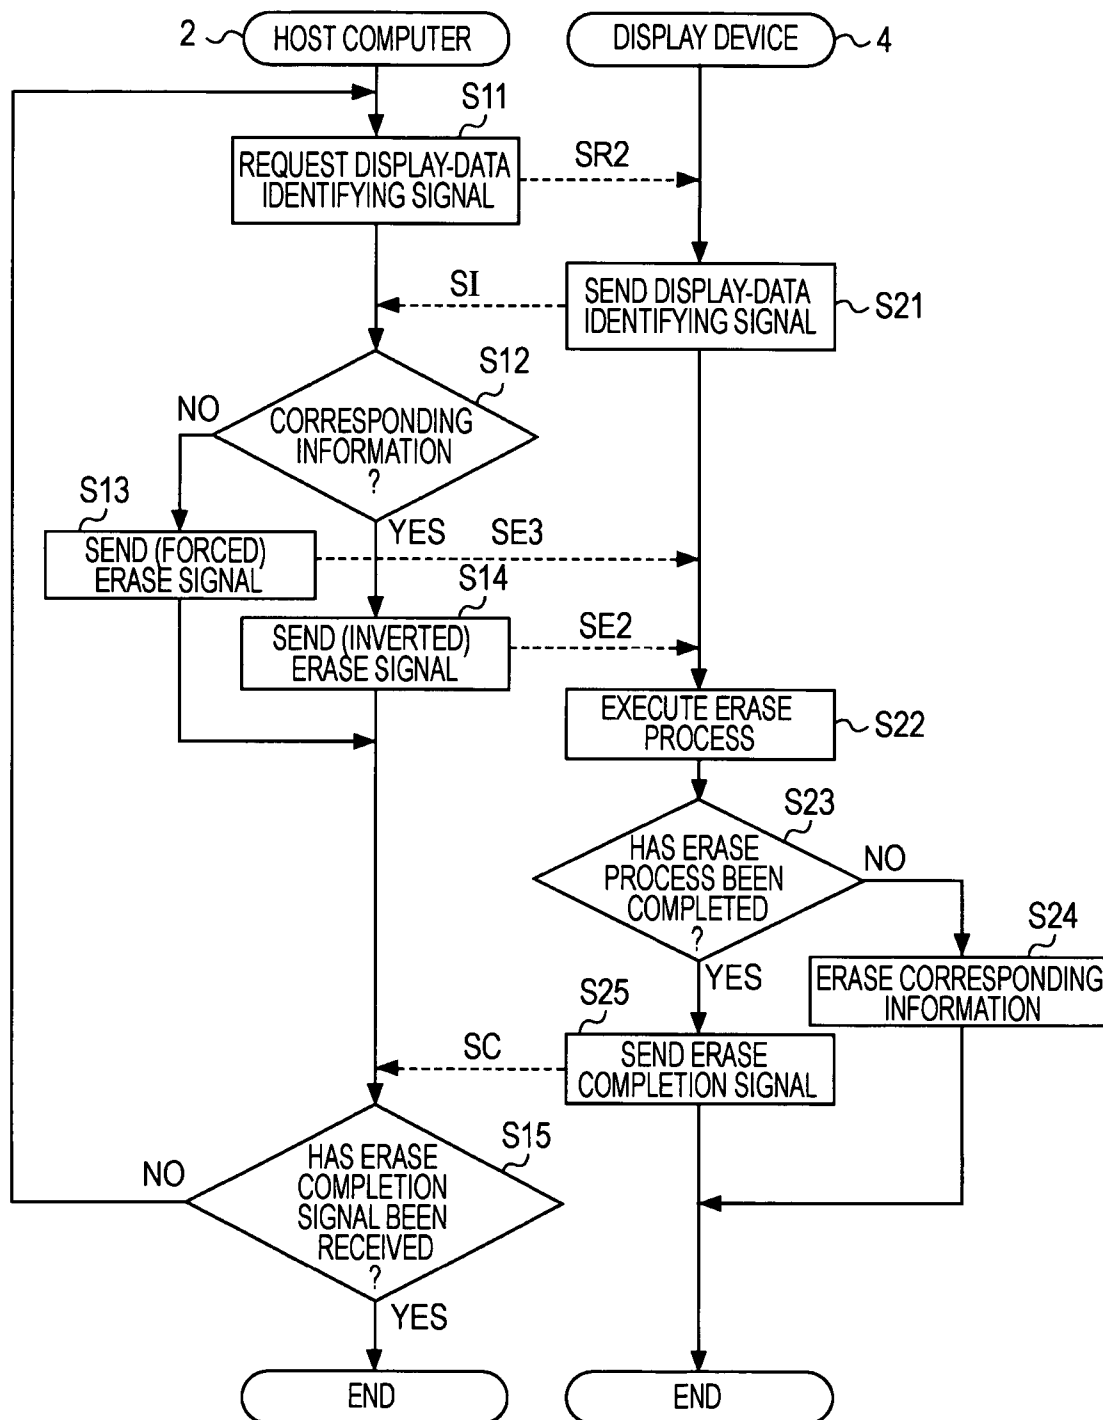 2
HOST COMPUTER
DISPLAY DEVICE
4
S11
REQUEST DISPLAY-DATA
IDENTIFYING SIGNAL
SR2
SI
SEND DISPLAY-DATA
IDENTIFYING SIGNAL
S21
S12
NO
CORRESPONDING
INFORMATION
?
S13
YES
SE3
SEND (FORCED)
ERASE SIGNAL
S14
SEND (INVERTED)
ERASE SIGNAL
SE2
EXECUTE ERASE
PROCESS
S22
S23
HAS ERASE
PROCESS BEEN
COMPLETED
?
NO
S24
YES
ERASE CORRESPONDING
INFORMATION
S25
SC
SEND ERASE
COMPLETION SIGNAL
S15
NO
HAS ERASE
COMPLETION
SIGNAL BEEN
RECEIVED
?
YES
END
END